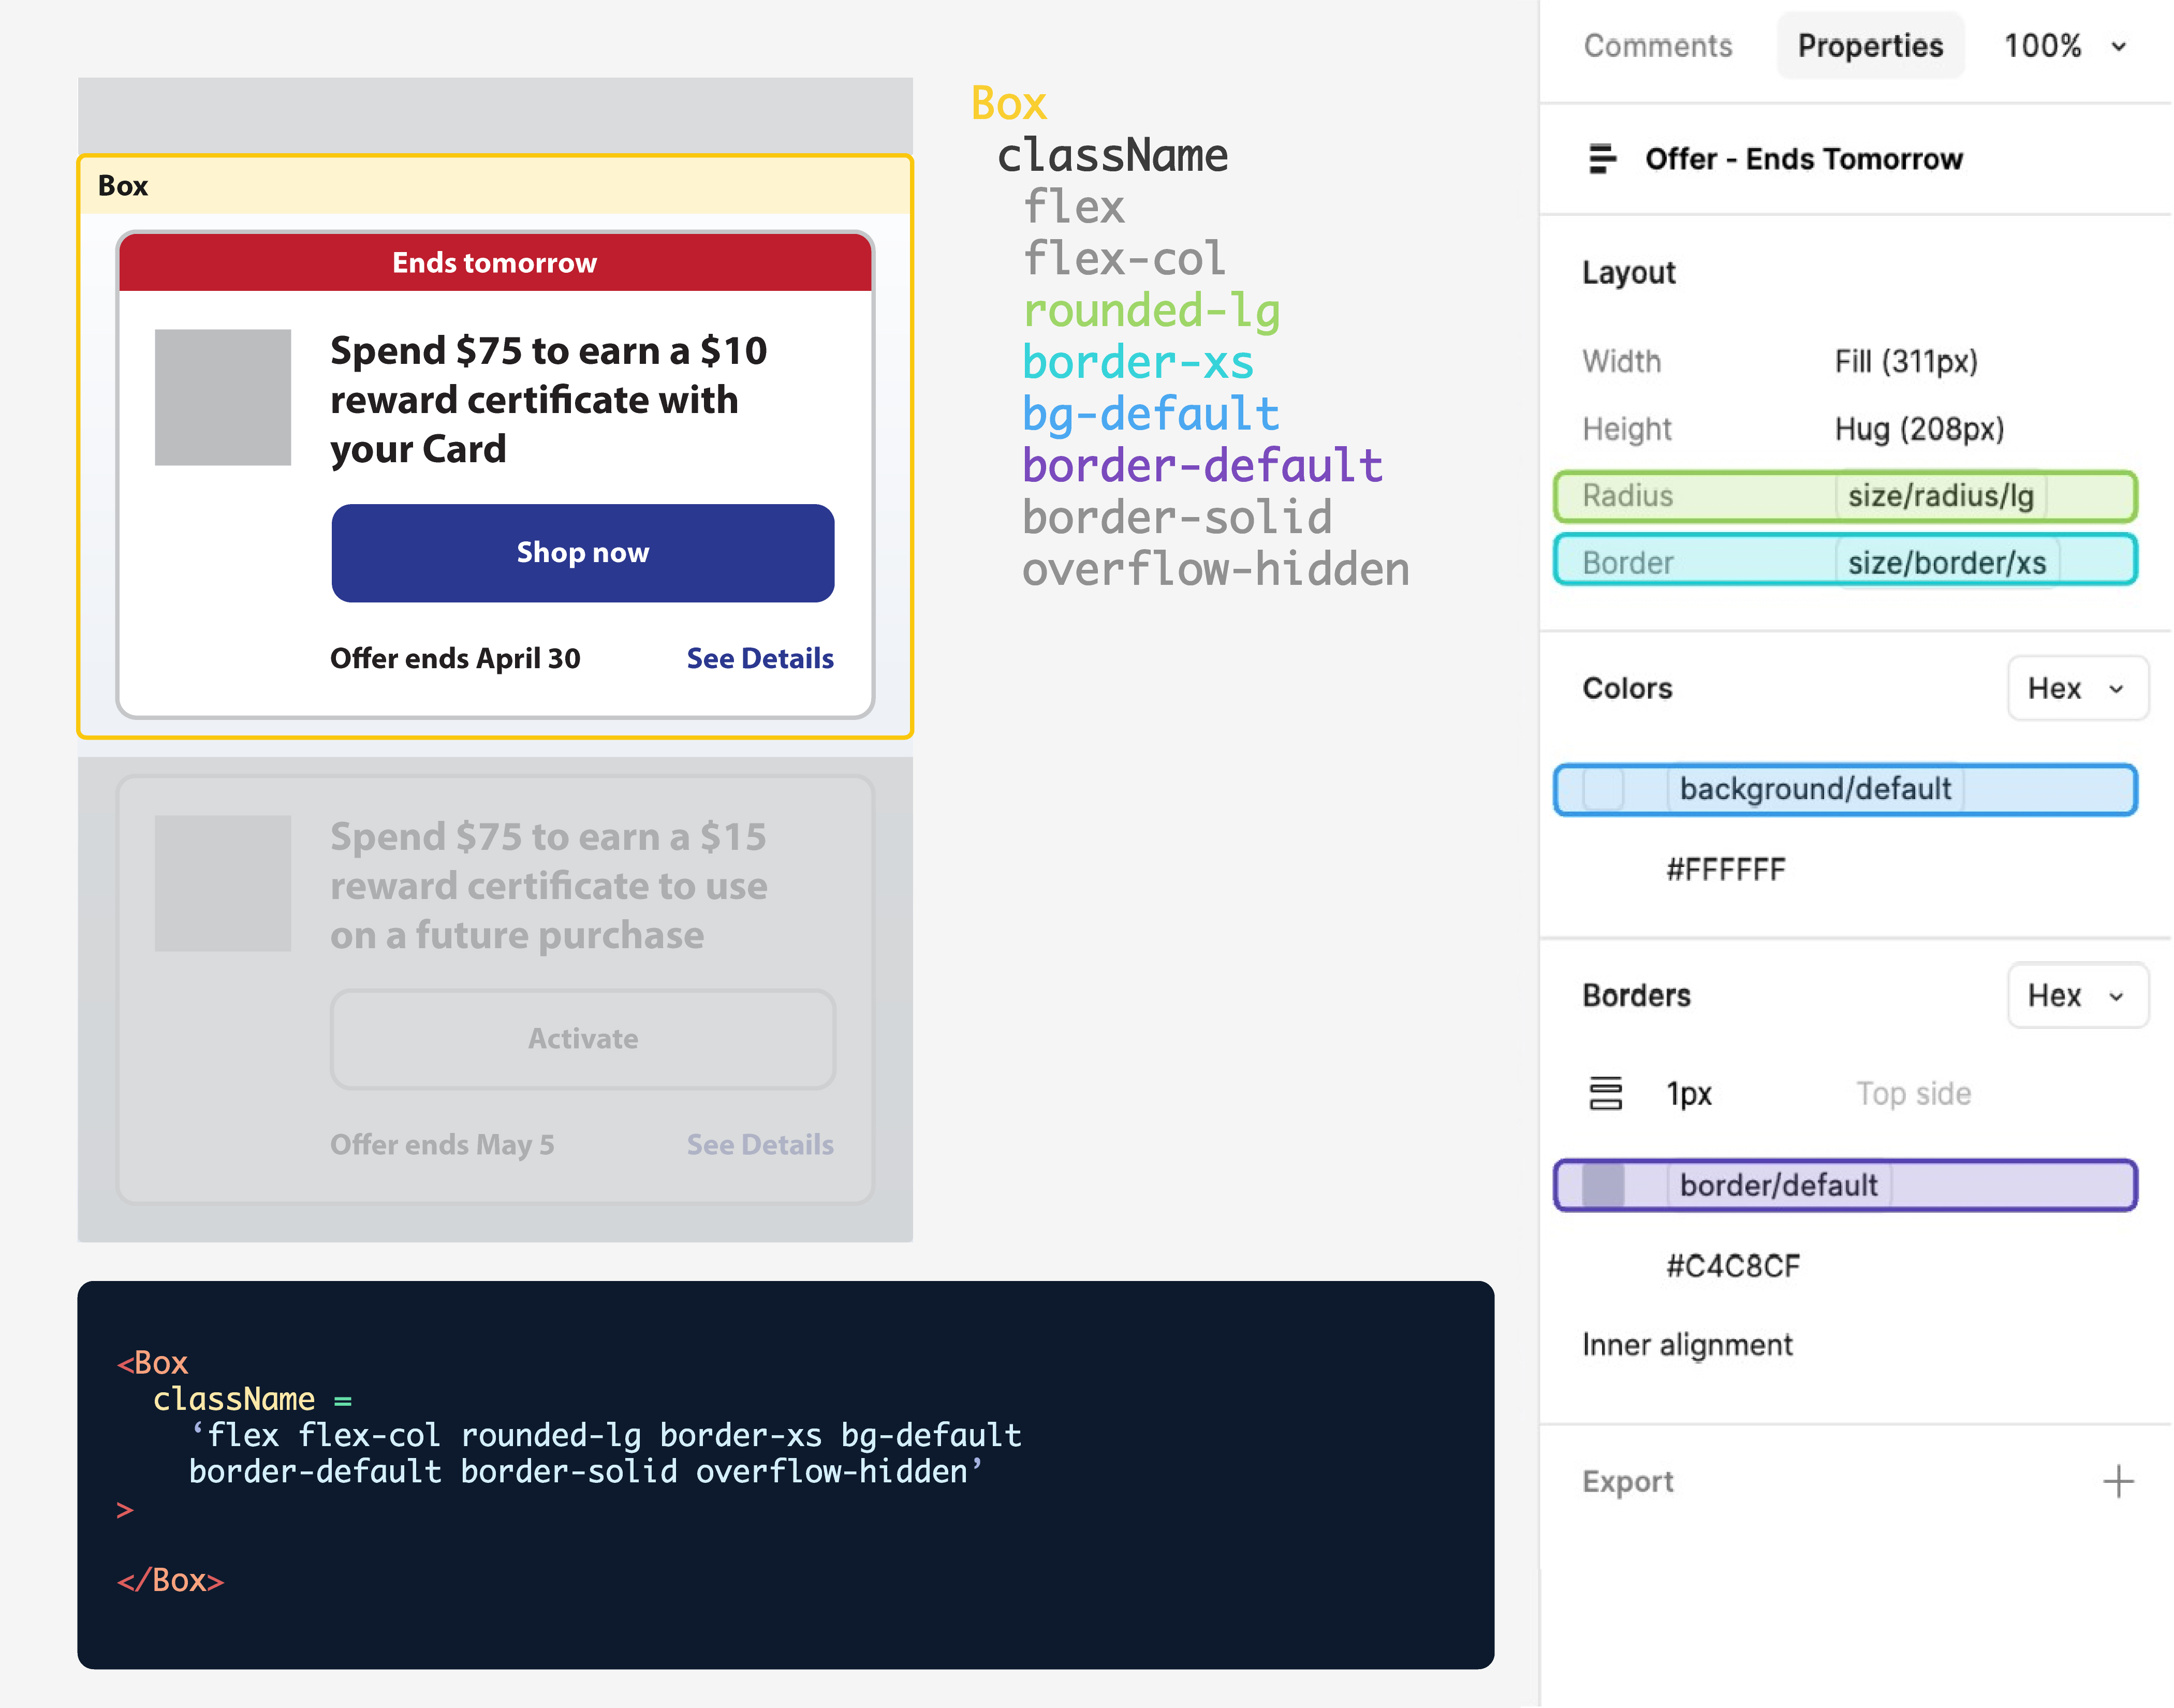 Box
Ends tomorrow
Spend $75 to earn a $10
reward certificate with
your Card
Shop now
Offer ends April 30
See Details
Spend $75 to earn a $15
reward certificate to use
on a future purchase
Activate
Offer ends May 5
See Details
Box
className
flex
flex-col
rounded-lg
border-xs
bg-default
border-default
border-solid
overflow-hidden
<Box
className =
‘flex flex-col rounded-lg border-xs bg-default
border-default border-solid overflow-hidden’
>
</Box>
Comments
Properties
100%
Offer - Ends Tomorrow
Layout
Width Fill (311px)
Height Hug (208px)
Radius size/radius/lg
Border size/border/xs
Colors Hex
background/default
#FFFFFF
Borders Hex
1px Top side
border/default
#C4C8CF
Inner alignment
Export +